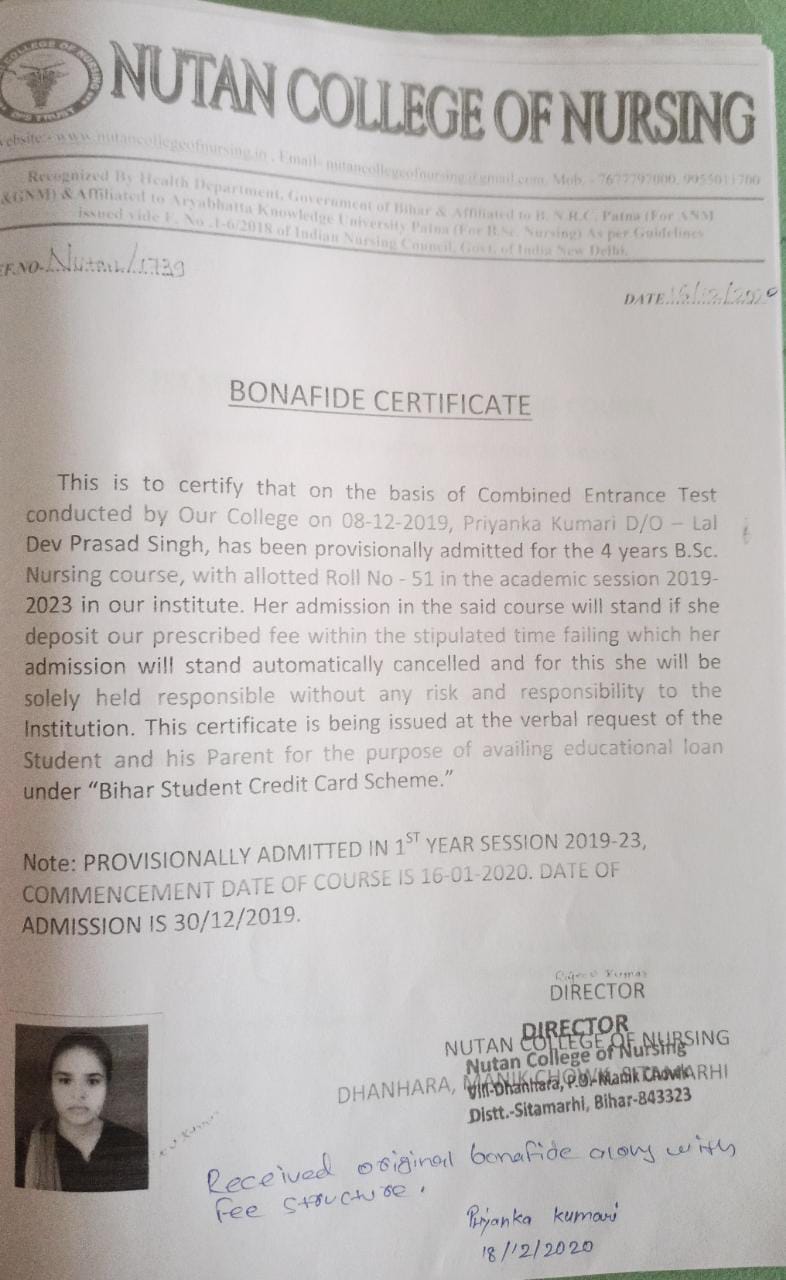 COLLEGE OF NURSING
NUTAN COLLEGE OF NURSING
ebsite:- www.nutancollegeofnursing.in , Email- nutancollegeofnursing@gmail.com, Mob. - 7677797000, 9955011700
Recognized By Health Department, Government of Bihar & Affiliated to B. N.R.C. Patna (For ANM
&GNM) & Affiliated to Aryabhatta Knowledge University Patna (For B.Sc. Nursing) As per Guidelines
issued vide F. No .1-6/2018 of Indian Nursing Council, Govt. of India New Delhi.
EF.NO- Nutan/1739
DATE
BONAFIDE CERTIFICATE
This is to certify that on the basis of Combined Entrance Test
conducted by Our College on 08-12-2019, Priyanka Kumari D/O – Lal
Dev Prasad Singh, has been provisionally admitted for the 4 years B.Sc.
Nursing course, with allotted Roll No - 51 in the academic session 2019-
2023 in our institute. Her admission in the said course will stand if she
deposit our prescribed fee within the stipulated time failing which her
admission will stand automatically cancelled and for this she will be
solely held responsible without any risk and responsibility to the
Institution. This certificate is being issued at the verbal request of the
Student and his Parent for the purpose of availing educational loan
under “Bihar Student Credit Card Scheme.”
Note: PROVISIONALLY ADMITTED IN 1ST YEAR SESSION 2019-23,
COMMENCEMENT DATE OF COURSE IS 16-01-2020. DATE OF
ADMISSION IS 30/12/2019.
Kumar
DIRECTOR
DIRECTOR
NUTAN COLLEGE OF NURSING
Nutan College of Nursing
DHANHARA, MANIK CHOWK, SITAMARHI
Vill-Dhanhara, P.O.-Manik Chowk
Distt.-Sitamarhi, Bihar-843323
Received original bonafide along with
fee structure.
Priyanka kumari
18/12/2020